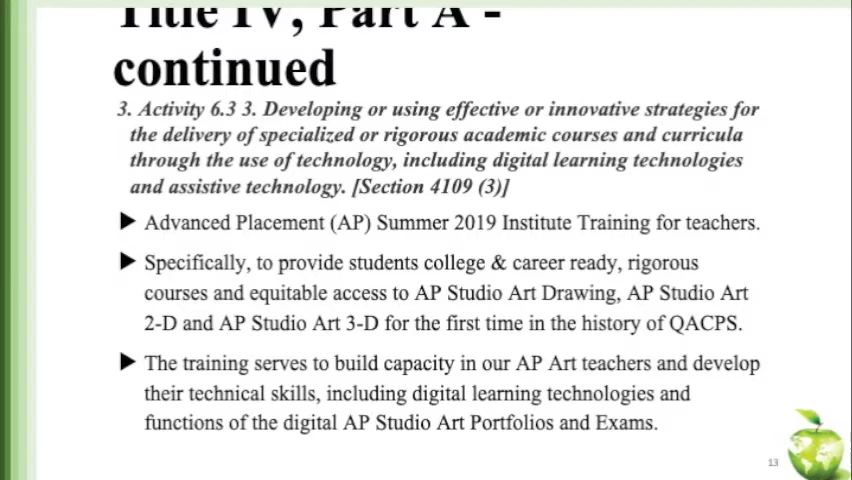 Title IV, Part A -
continued
3. Activity 6.3 3. Developing or using effective or innovative strategies for
the delivery of specialized or rigorous academic courses and curricula
through the use of technology, including digital learning technologies
and assistive technology. [Section 4109 (3)]
▶ Advanced Placement (AP) Summer 2019 Institute Training for teachers.
▶ Specifically, to provide students college & career ready, rigorous
courses and equitable access to AP Studio Art Drawing, AP Studio Art
2-D and AP Studio Art 3-D for the first time in the history of QACPS.
▶ The training serves to build capacity in our AP Art teachers and develop
their technical skills, including digital learning technologies and
functions of the digital AP Studio Art Portfolios and Exams.
13